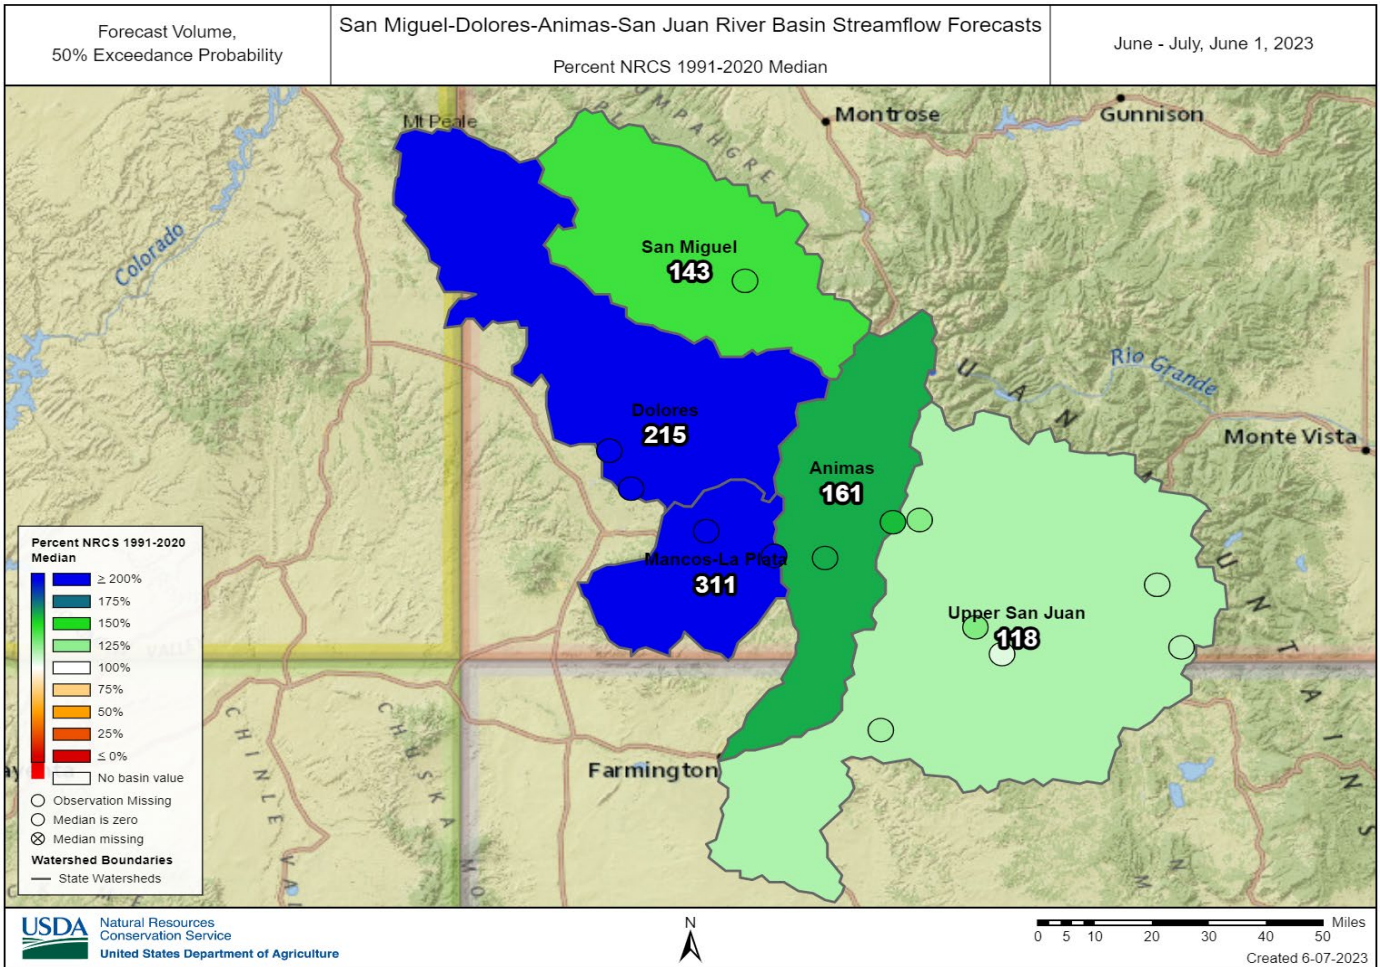 Forecast Volume,
50% Exceedance Probability
San Miguel-Dolores-Animas-San Juan River Basin Streamflow Forecasts
Percent NRCS 1991-2020 Median
June - July, June 1, 2023
Mt Peale
Montrose
Gunnison
Colorado
San Miguel
143
Rio Grande
Dolores
215
Monte Vista
Animas
161
Mancos-La Plata
311
Upper San Juan
118
Farmington
CHINLE
CHUSKA
Percent NRCS 1991-2020
Median
≥ 200%
175%
150%
125%
100%
75%
50%
25%
≤ 0%
No basin value
Observation Missing
Median is zero
Median missing
Watershed Boundaries
State Watersheds
USDA
Natural Resources
Conservation Service
United States Department of Agriculture
N
Miles
0 5 10 20 30 40 50
Created 6-07-2023